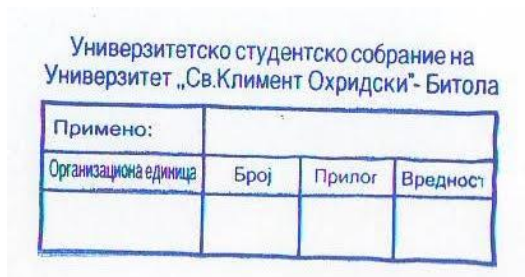 Универзитетско студентско собрание на
Универзитет „Св.Климент Охридски"- Битола
Примено:
Организациона единица Број Прилог Вредност